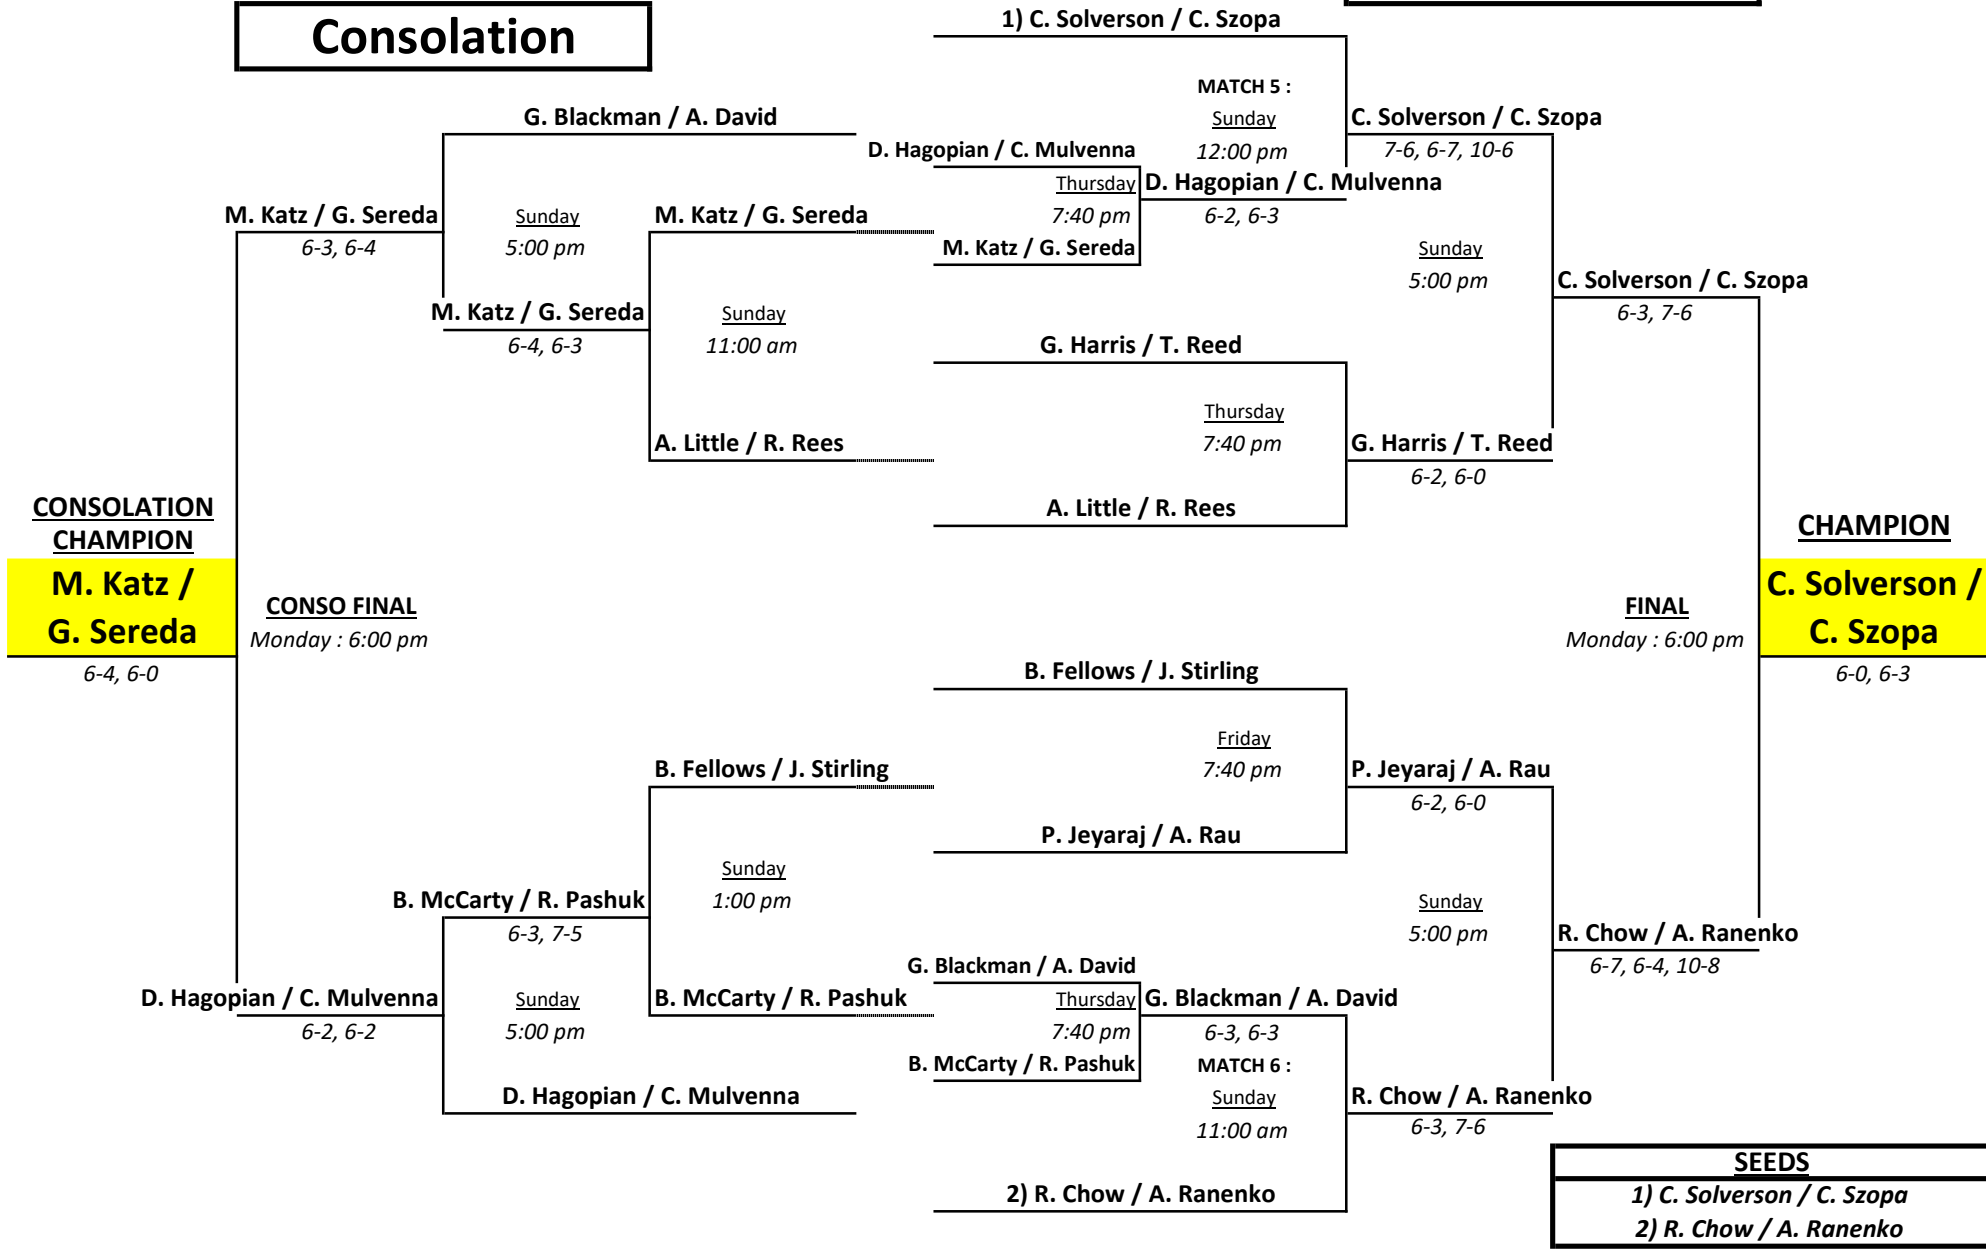 Consolation
1) C. Solverson / C. Szopa
MATCH 5 :
G. Blackman / A. David
Sunday
C. Solverson / C. Szopa
D. Hagopian / C. Mulvenna
12:00 pm
7-6, 6-7, 10-6
Thursday
D. Hagopian / C. Mulvenna
M. Katz / G. Sereda
Sunday
M. Katz / G. Sereda
7:40 pm
6-2, 6-3
6-3, 6-4
5:00 pm
M. Katz / G. Sereda
Sunday
5:00 pm
C. Solverson / C. Szopa
M. Katz / G. Sereda
Sunday
6-3, 7-6
6-4, 6-3
11:00 am
G. Harris / T. Reed
Thursday
A. Little / R. Rees
7:40 pm
G. Harris / T. Reed
6-2, 6-0
CONSOLATION
CHAMPION
A. Little / R. Rees
CHAMPION
M. Katz /
G. Sereda
CONSO FINAL
Monday : 6:00 pm
6-4, 6-0
FINAL
Monday : 6:00 pm
C. Solverson /
C. Szopa
6-0, 6-3
B. Fellows / J. Stirling
Friday
B. Fellows / J. Stirling
7:40 pm
P. Jeyaraj / A. Rau
6-2, 6-0
P. Jeyaraj / A. Rau
Sunday
B. McCarty / R. Pashuk
1:00 pm
Sunday
6-3, 7-5
5:00 pm
R. Chow / A. Ranenko
G. Blackman / A. David
6-7, 6-4, 10-8
D. Hagopian / C. Mulvenna
Sunday
B. McCarty / R. Pashuk
Thursday
G. Blackman / A. David
6-2, 6-2
5:00 pm
7:40 pm
6-3, 6-3
B. McCarty / R. Pashuk
MATCH 6 :
D. Hagopian / C. Mulvenna
Sunday
R. Chow / A. Ranenko
11:00 am
6-3, 7-6
2) R. Chow / A. Ranenko
SEEDS
1) C. Solverson / C. Szopa
2) R. Chow / A. Ranenko